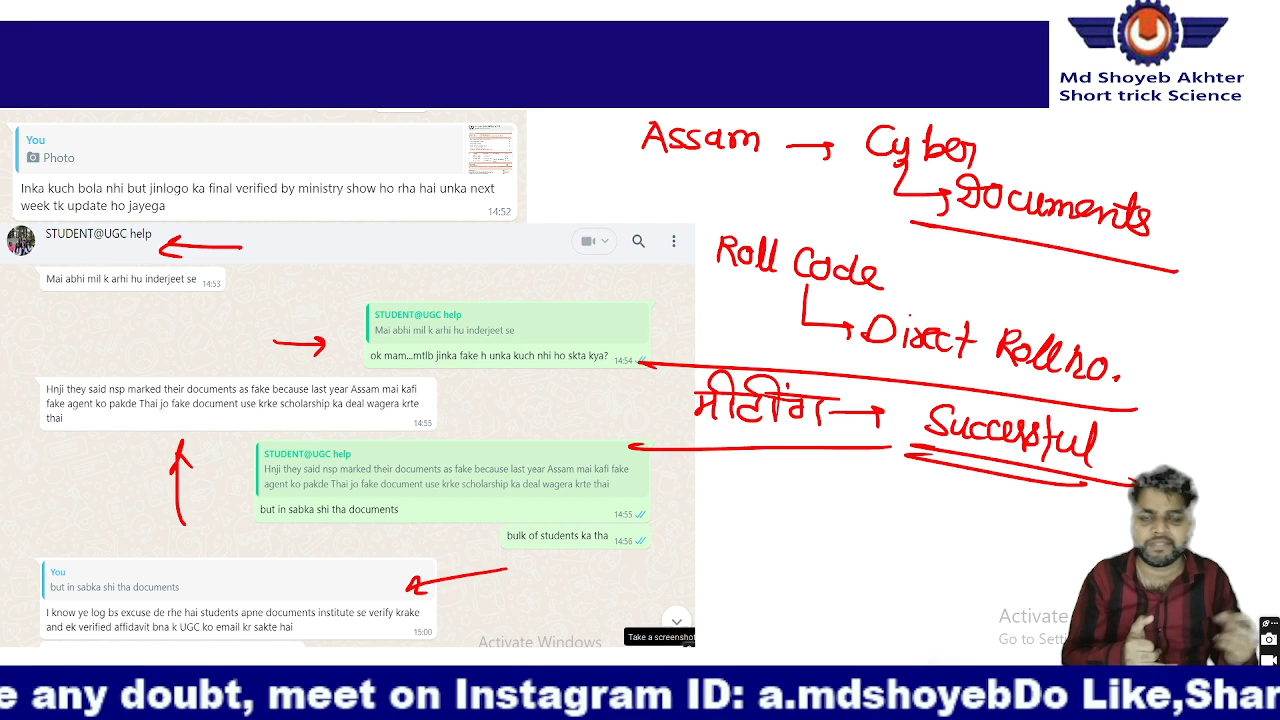 Md Shoyeb Akhter
Short trick Science
You
Photo
Inka kuch bola nhi but jinlogo ka final verified by ministry show ho rha hai unka next
week tk update ho jayega
14:52
STUDENT@UGC help
Mai abhi mil k arhi hu inderjeet se
14:53
STUDENT@UGC help
Mai abhi mil k arhi hu inderjeet se
ok mam...mtlb jinka fake h unka kuch nhi ho skta kya?
14:54
Hnji they said nsp marked their documents as fake because last year Assam mai kafi
fake agent ko pakde Thai jo fake document use krke scholarship ka deal wagera krte
thai
14:55
STUDENT@UGC help
Hnji they said nsp marked their documents as fake because last year Assam mai kafi fake
agent ko pakde Thai jo fake document use krke scholarship ka deal wagera krte thai
but in sabka shi tha documents
14:55
bulk of students ka tha
14:56
You
but in sabka shi tha documents
I know ye log bs excuse de rhe hai students apne documents institute se verify krake
and ek verified affidavit bna k UGC ko email kr sakte hai
15:00
Activate Windows
Take a screenshot
Assam → Cyber
Documents
Roll Code
Direct Roll no.
मीटींग → Successful
Activate
Go to Setti
e any doubt, meet on Instagram ID: a.mdshoyebDo Like,Shar